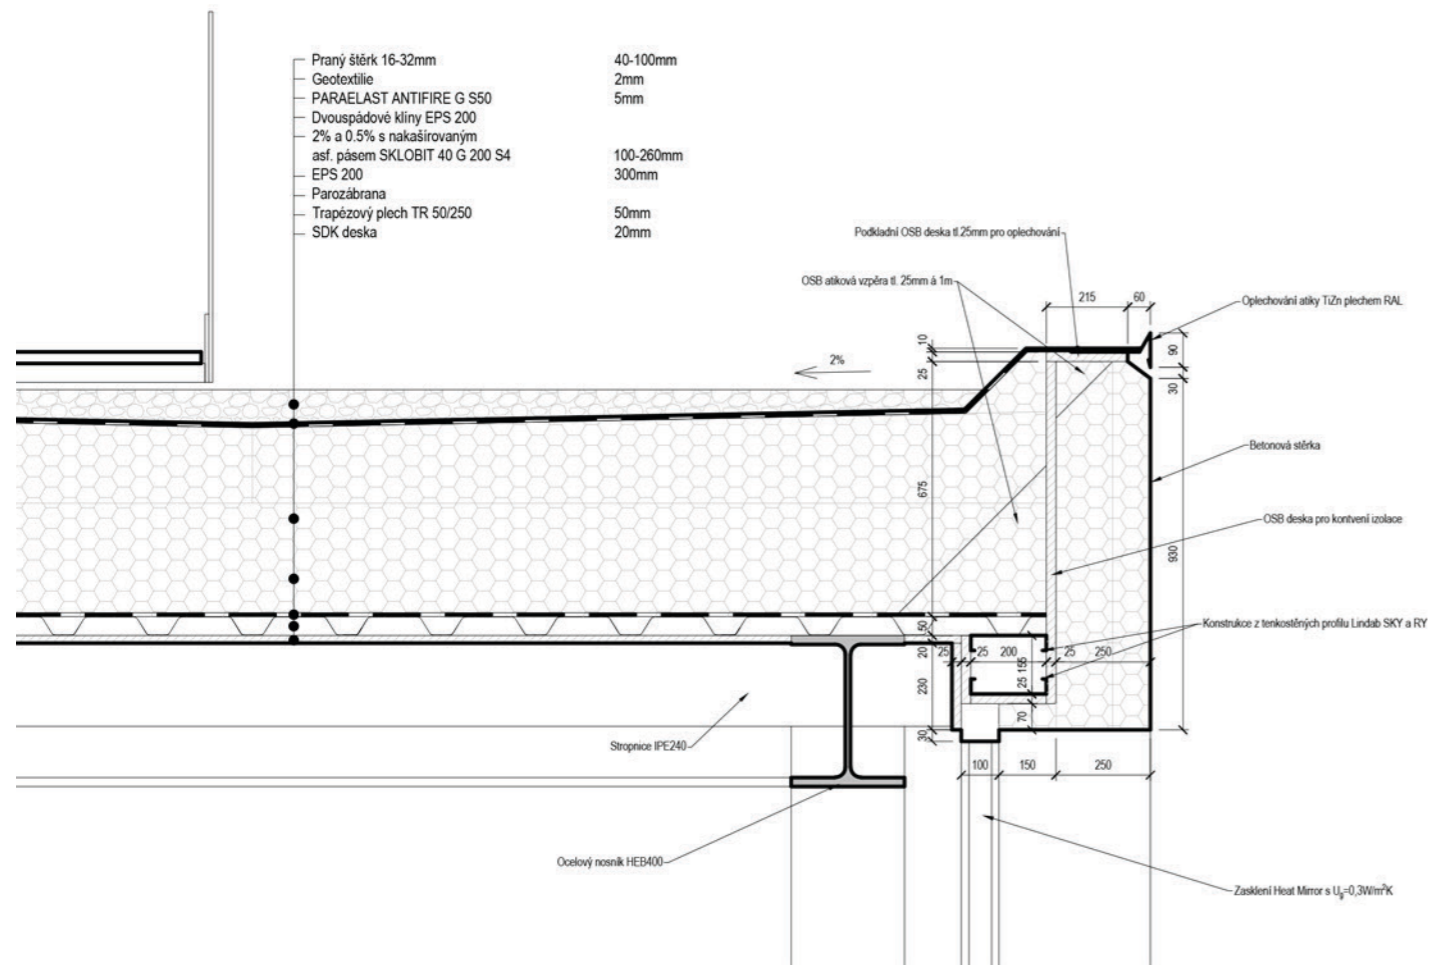 Praný štěrk 16-32mm 40-100mm
Geotextilie 2mm
PARAELAST ANTIFIRE G S50 5mm
Dvouspádové klíny EPS 200
2% a 0.5% s nakašírovaným
asf. pásem SKLOBIT 40 G 200 S4 100-260mm
EPS 200 300mm
Parozábrana
Trapézový plech TR 50/250 50mm
SDK deska 20mm
Podkladní OSB deska tl.25mm pro oplechování
OSB atiková vzpěra tl. 25mm á 1m
215 60
Oplechování atiky TiZn plechem RAL
10
90
2%
25
30
Betonová stěrka
675
OSB deska pro kontvení izolace
930
50
Konstrukce z tenkostěných profilu Lindab SKY a RY
20
25 25 200 25 250
155
25
230
70
30
Stropnice IPE240
100 150 250
Ocelový nosník HEB400
Zasklení Heat Mirror s Ug=0,3W/m²K